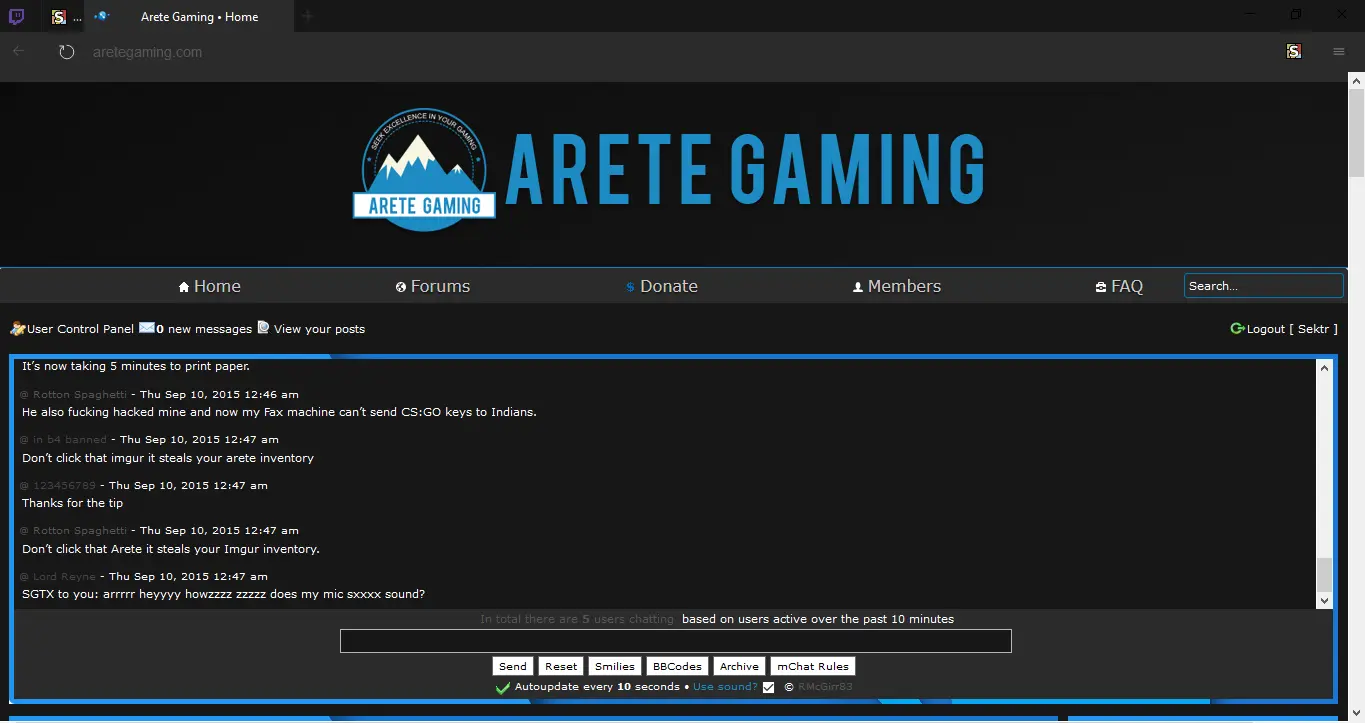 ...
Arete Gaming • Home
aretegaming.com
SEEK EXCELLENCE IN YOUR GAMING
ARETE GAMING
ARETE GAMING
Home
Forums
$ Donate
Members
FAQ
Search...
User Control Panel 0 new messages View your posts
Logout [ Sektr ]
It's now taking 5 minutes to print paper.
@ Rotton Spaghetti - Thu Sep 10, 2015 12:46 am
He also fucking hacked mine and now my Fax machine can't send CS:GO keys to Indians.
@ in b4 banned - Thu Sep 10, 2015 12:47 am
Don't click that imgur it steals your arete inventory
@ 123456789 - Thu Sep 10, 2015 12:47 am
Thanks for the tip
@ Rotton Spaghetti - Thu Sep 10, 2015 12:47 am
Don't click that Arete it steals your Imgur inventory.
@ Lord Reyne - Thu Sep 10, 2015 12:47 am
SGTX to you: arrrrr heyyyy howzzzz zzzzz does my mic sxxxx sound?
In total there are 5 users chatting based on users active over the past 10 minutes
Send
Reset
Smilies
BBCodes
Archive
mChat Rules
Autoupdate every 10 seconds • Use sound? © RMcGirr83